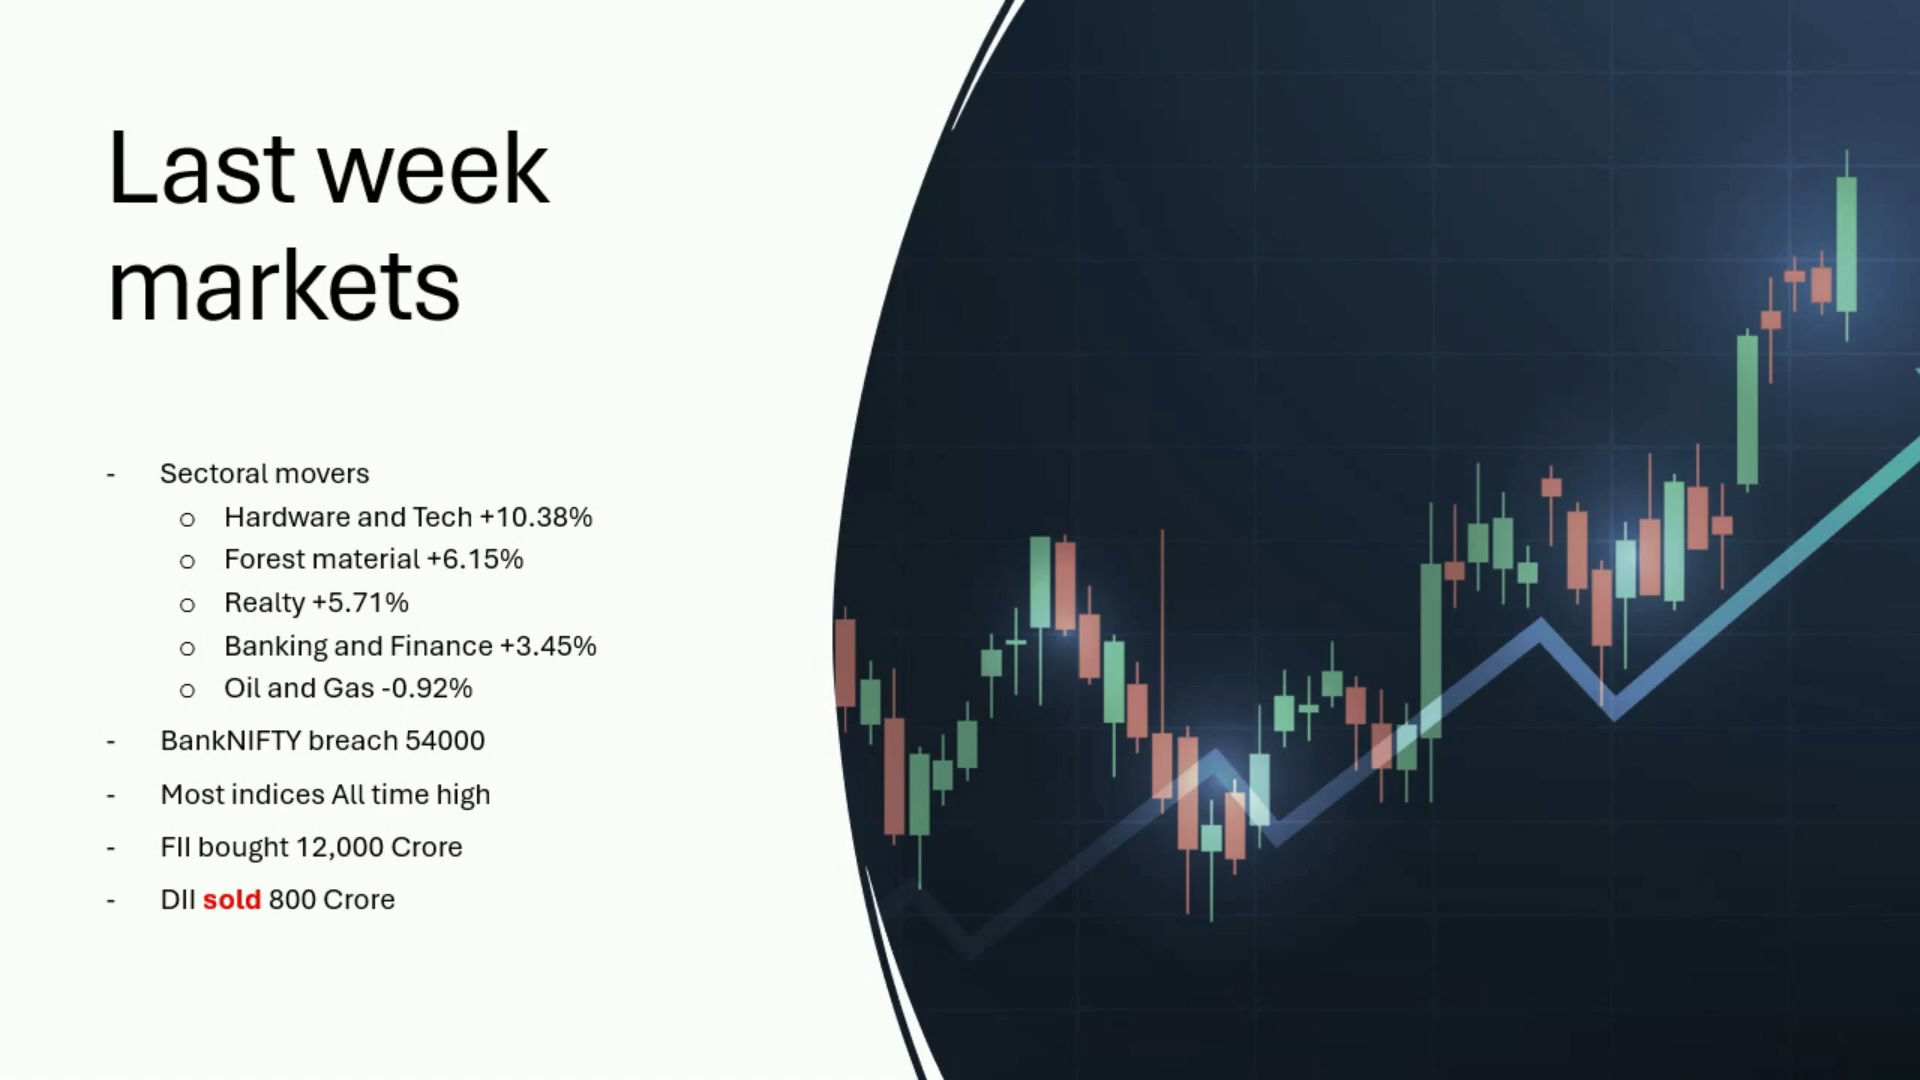 Last week
markets
- Sectoral movers
o Hardware and Tech +10.38%
o Forest material +6.15%
o Realty +5.71%
o Banking and Finance +3.45%
o Oil and Gas -0.92%
- BankNIFTY breach 54000
- Most indices All time high
- FII bought 12,000 Crore
- DII sold 800 Crore